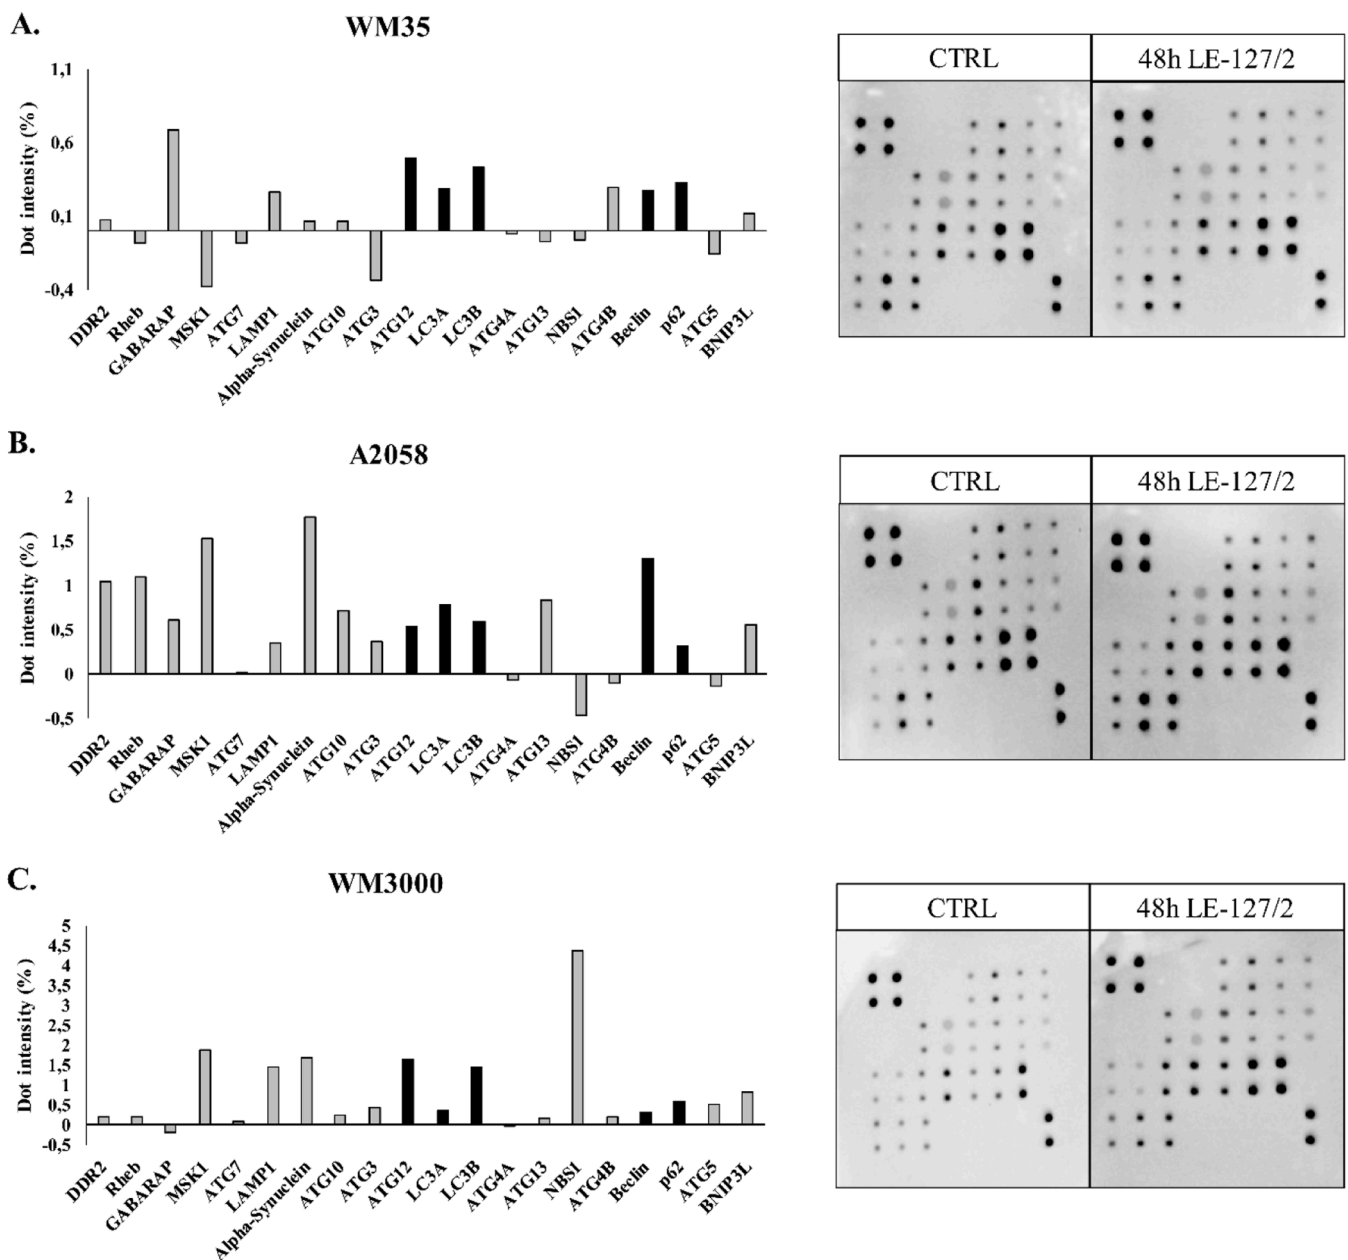 A.
WM35
Dot intensity (%)
1,1
0,6
0,1
-0,4
DDR2
Rheb
GABARAP
MSK1
ATG7
LAMP1
Alpha-Synuclein
ATG10
ATG3
ATG12
LC3A
LC3B
ATG4A
ATG13
NBS1
ATG4B
Beclin
p62
ATG5
BNIP3L
CTRL
48h LE-127/2
B.
A2058
Dot intensity (%)
2
1,5
1
0,5
0
-0,5
DDR2
Rheb
GABARAP
MSK1
ATG7
LAMP1
Alpha-Synuclein
ATG10
ATG3
ATG12
LC3A
LC3B
ATG4A
ATG13
NBS1
ATG4B
Beclin
p62
ATG5
BNIP3L
CTRL
48h LE-127/2
C.
WM3000
Dot intensity (%)
5
4,5
4
3,5
3
2,5
2
1,5
1
0,5
0
-0,5
DDR2
Rheb
GABARAP
MSK1
ATG7
LAMP1
Alpha-Synuclein
ATG10
ATG3
ATG12
LC3A
LC3B
ATG4A
ATG13
NBS1
ATG4B
Beclin
p62
ATG5
BNIP3L
CTRL
48h LE-127/2